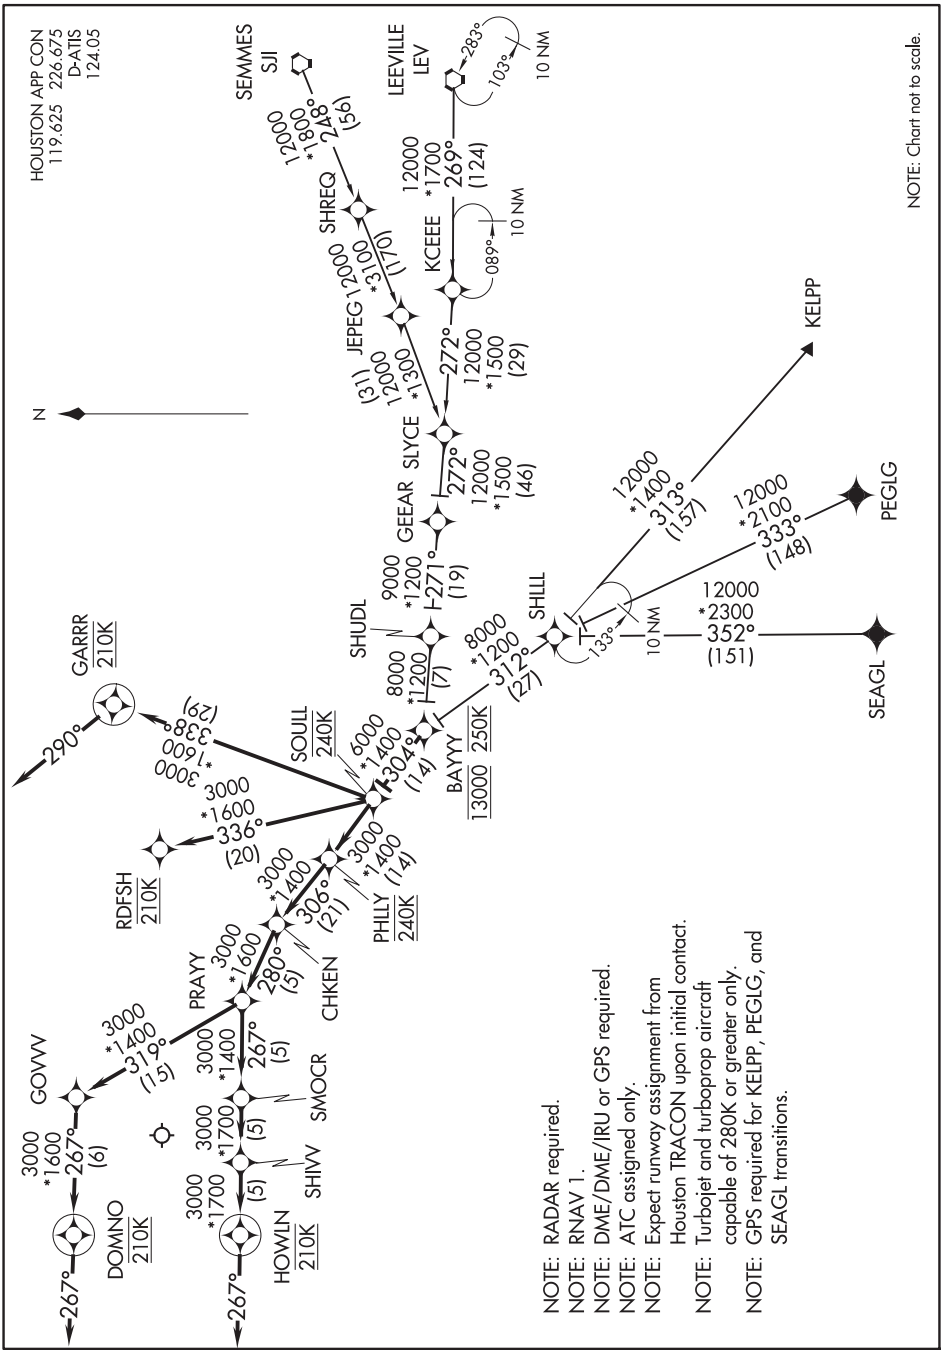 HOUSTON APP CON
119.625 226.675
D-ATIS
124.05
N
SEMMES
SJI
12000
*1800
248°
(56)
SHREQ
12000
*3100
(170)
JEPEG
(31)
12000
*1300
LEEVILLE
LEV
283°
103°
10 NM
12000
*1700
269°
(124)
KCEEE
089°
10 NM
272°
12000
*1500
(29)
SLYCE
272°
12000
*1500
(46)
GEEAR
9000
*1200
271°
(19)
SHUDL
8000
*1200
(7)
BAYYY
13000 250K
KELPP
12000
*1400
313°
(157)
PEGLG
12000
*2100
333°
(148)
SEAGL
12000
*2300
352°
(151)
SHLLL
133°
10 NM
8000
*1200
312°
(27)
6000
*1400
304°
(14)
SOULL
240K
GARRR
210K
290°
338°
(29)
3000
*1600
RDFSH
210K
3000
*1600
336°
(20)
3000
*1400
(14)
PHLLY
240K
3000
*1400
306°
(21)
CHKEN
3000
*1600
280°
(5)
PRAYY
3000
*1400
319°
(15)
GOVVV
3000
*1600
267°
(6)
DOMNO
210K
267°
3000
*1400
267°
(5)
SMOCR
3000
*1700
(5)
SHIVV
3000
*1700
(5)
HOWLN
210K
267°
NOTE: RADAR required.
NOTE: RNAV 1.
NOTE: DME/DME/IRU or GPS required.
NOTE: ATC assigned only.
NOTE: Expect runway assignment from
Houston TRACON upon initial contact.
NOTE: Turbojet and turboprop aircraft
capable of 280K or greater only.
NOTE: GPS required for KELPP, PEGLG, and
SEAGL transitions.
NOTE: Chart not to scale.